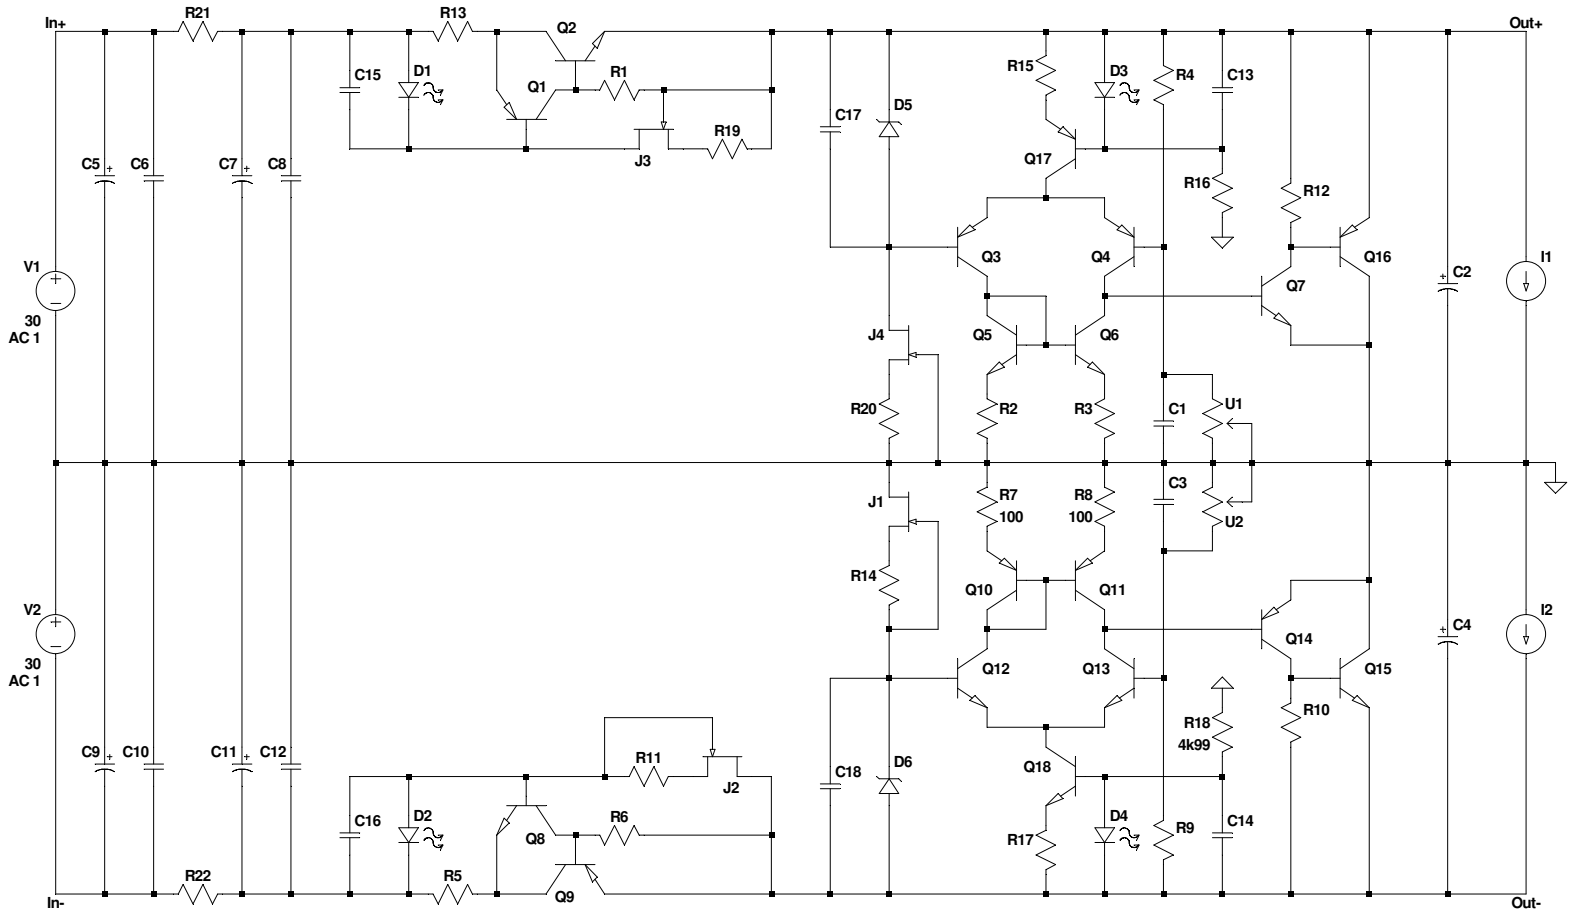 In+
R21
R13
Q2
Out+
C15
D1
Q1
R1
R15
D3
R4
C13
C17
D5
R19
J3
Q17
C5
C6
C7
C8
R16
R12
V1
30
AC 1
Q3
Q4
Q16
Q7
C2
I1
J4
Q5
Q6
R20
R2
R3
C1
U1
J1
R7
100
R8
100
C3
U2
R14
Q10
Q11
V2
30
AC 1
Q12
Q13
Q14
Q15
C4
I2
R18
4k99
R10
C9
C10
C11
C12
R11
J2
C18
D6
Q18
C16
D2
Q8
R6
R17
D4
R9
C14
R22
R5
Q9
In-
Out-